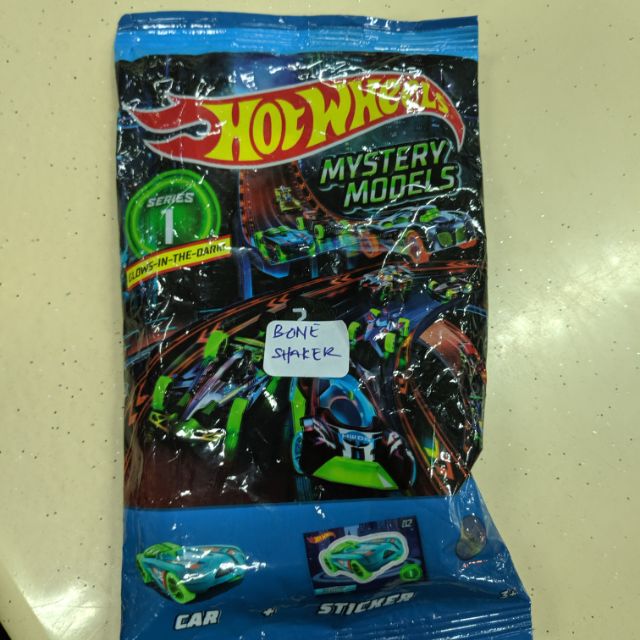 HOT WHEELS
MYSTERY
MODELS
SERIES
1
GLOWS-IN-THE-DARK!
BONE
SHAKER
02
CAR
+
STICKER